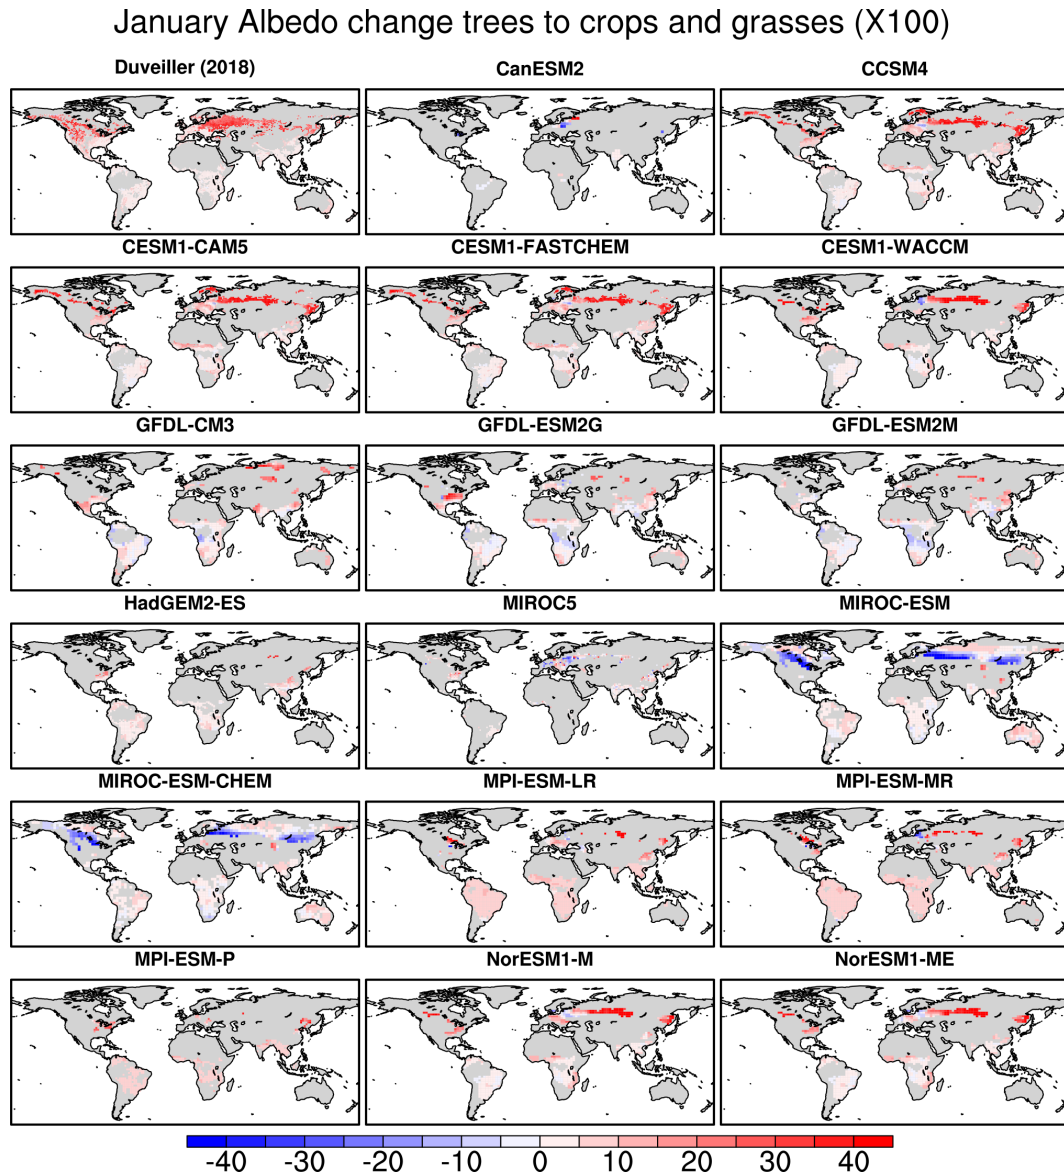 January Albedo change trees to crops and grasses (X100)
Duveiller (2018) CanESM2 CCSM4
CESM1-CAM5 CESM1-FASTCHEM CESM1-WACCM
GFDL-CM3 GFDL-ESM2G GFDL-ESM2M
HadGEM2-ES MIROC5 MIROC-ESM
MIROC-ESM-CHEM MPI-ESM-LR MPI-ESM-MR
MPI-ESM-P NorESM1-M NorESM1-ME
-40 -30 -20 -10 0 10 20 30 40